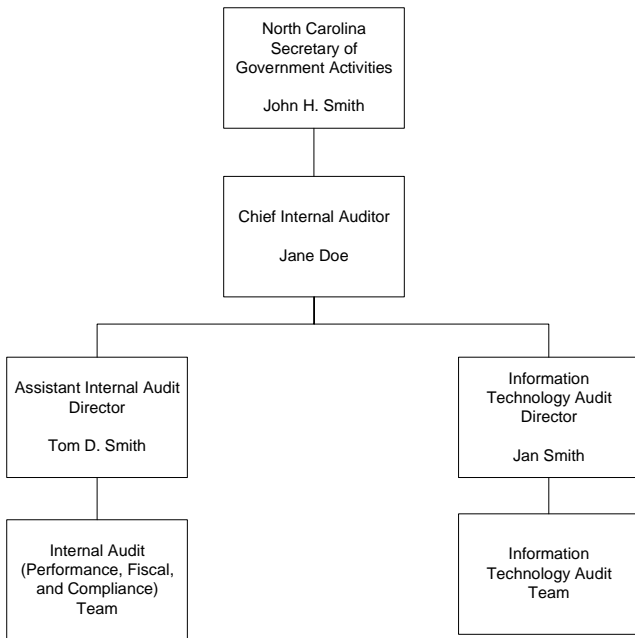 North Carolina
Secretary of
Government Activities
John H. Smith
Chief Internal Auditor
Jane Doe
Assistant Internal Audit
Director
Tom D. Smith
Information
Technology Audit
Director
Jan Smith
Internal Audit
(Performance, Fiscal,
and Compliance)
Team
Information
Technology Audit
Team